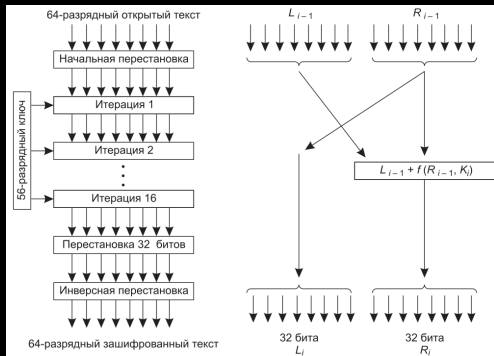 64-разрядный открытый текст
Начальная перестановка
56-разрядный ключ
Итерация 1
Итерация 2
Итерация 16
Перестановка 32 битов
Инверсная перестановка
64-разрядный зашифрованный текст
L i – 1
R i – 1
L i – 1 + f (R i – 1, K i)
32 бита
L i
32 бита
R i